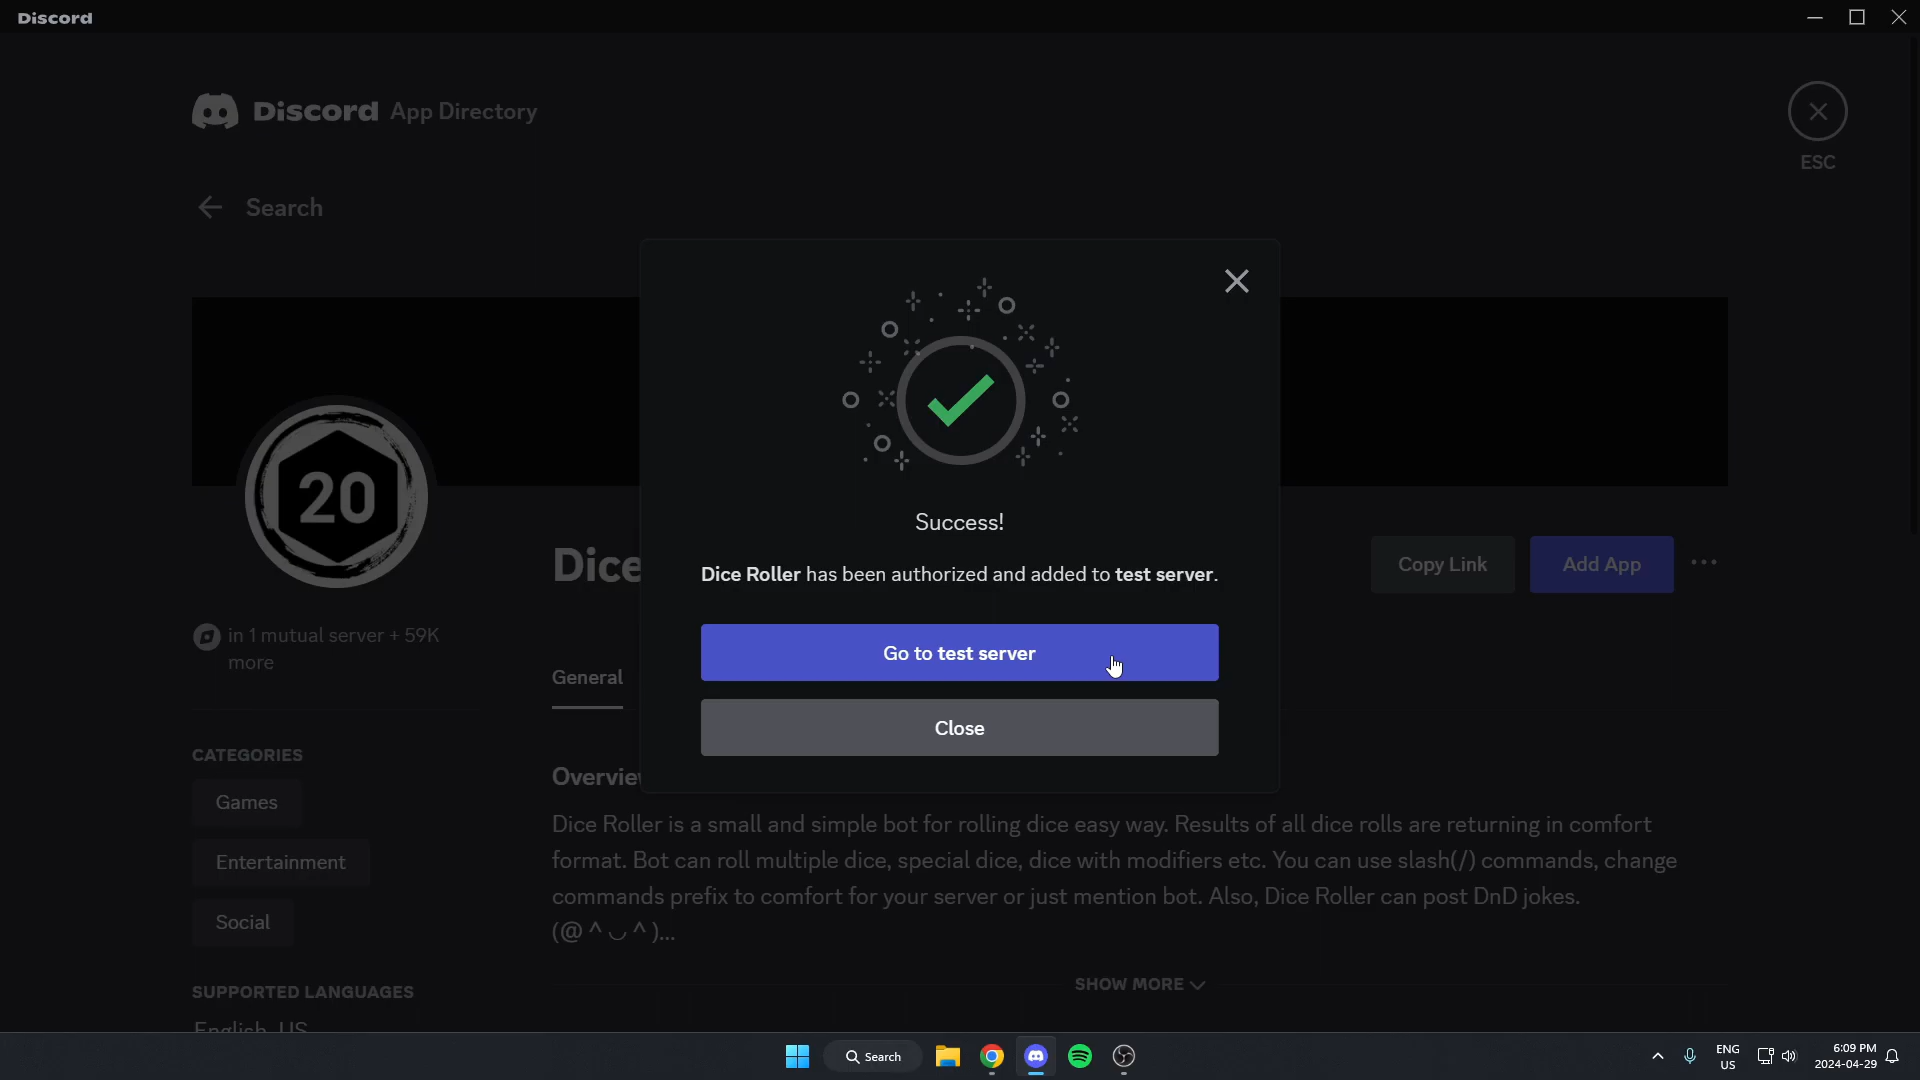 Discord
Discord App Directory
ESC
Search
20
Success!
Dice
Copy Link
Add App
Dice Roller has been authorized and added to test server.
in 1 mutual server + 59K
more
Go to test server
General
Close
CATEGORIES
Overview
Games
Dice Roller is a small and simple bot for rolling dice easy way. Results of all dice rolls are returning in comfort
Entertainment
format. Bot can roll multiple dice, special dice, dice with modifiers etc. You can use slash(/) commands, change
commands prefix to comfort for your server or just mention bot. Also, Dice Roller can post DnD jokes.
Social
(@^◡^)...
SHOW MORE
SUPPORTED LANGUAGES
English, US
Search
ENG
US
6:09 PM
2024-04-29